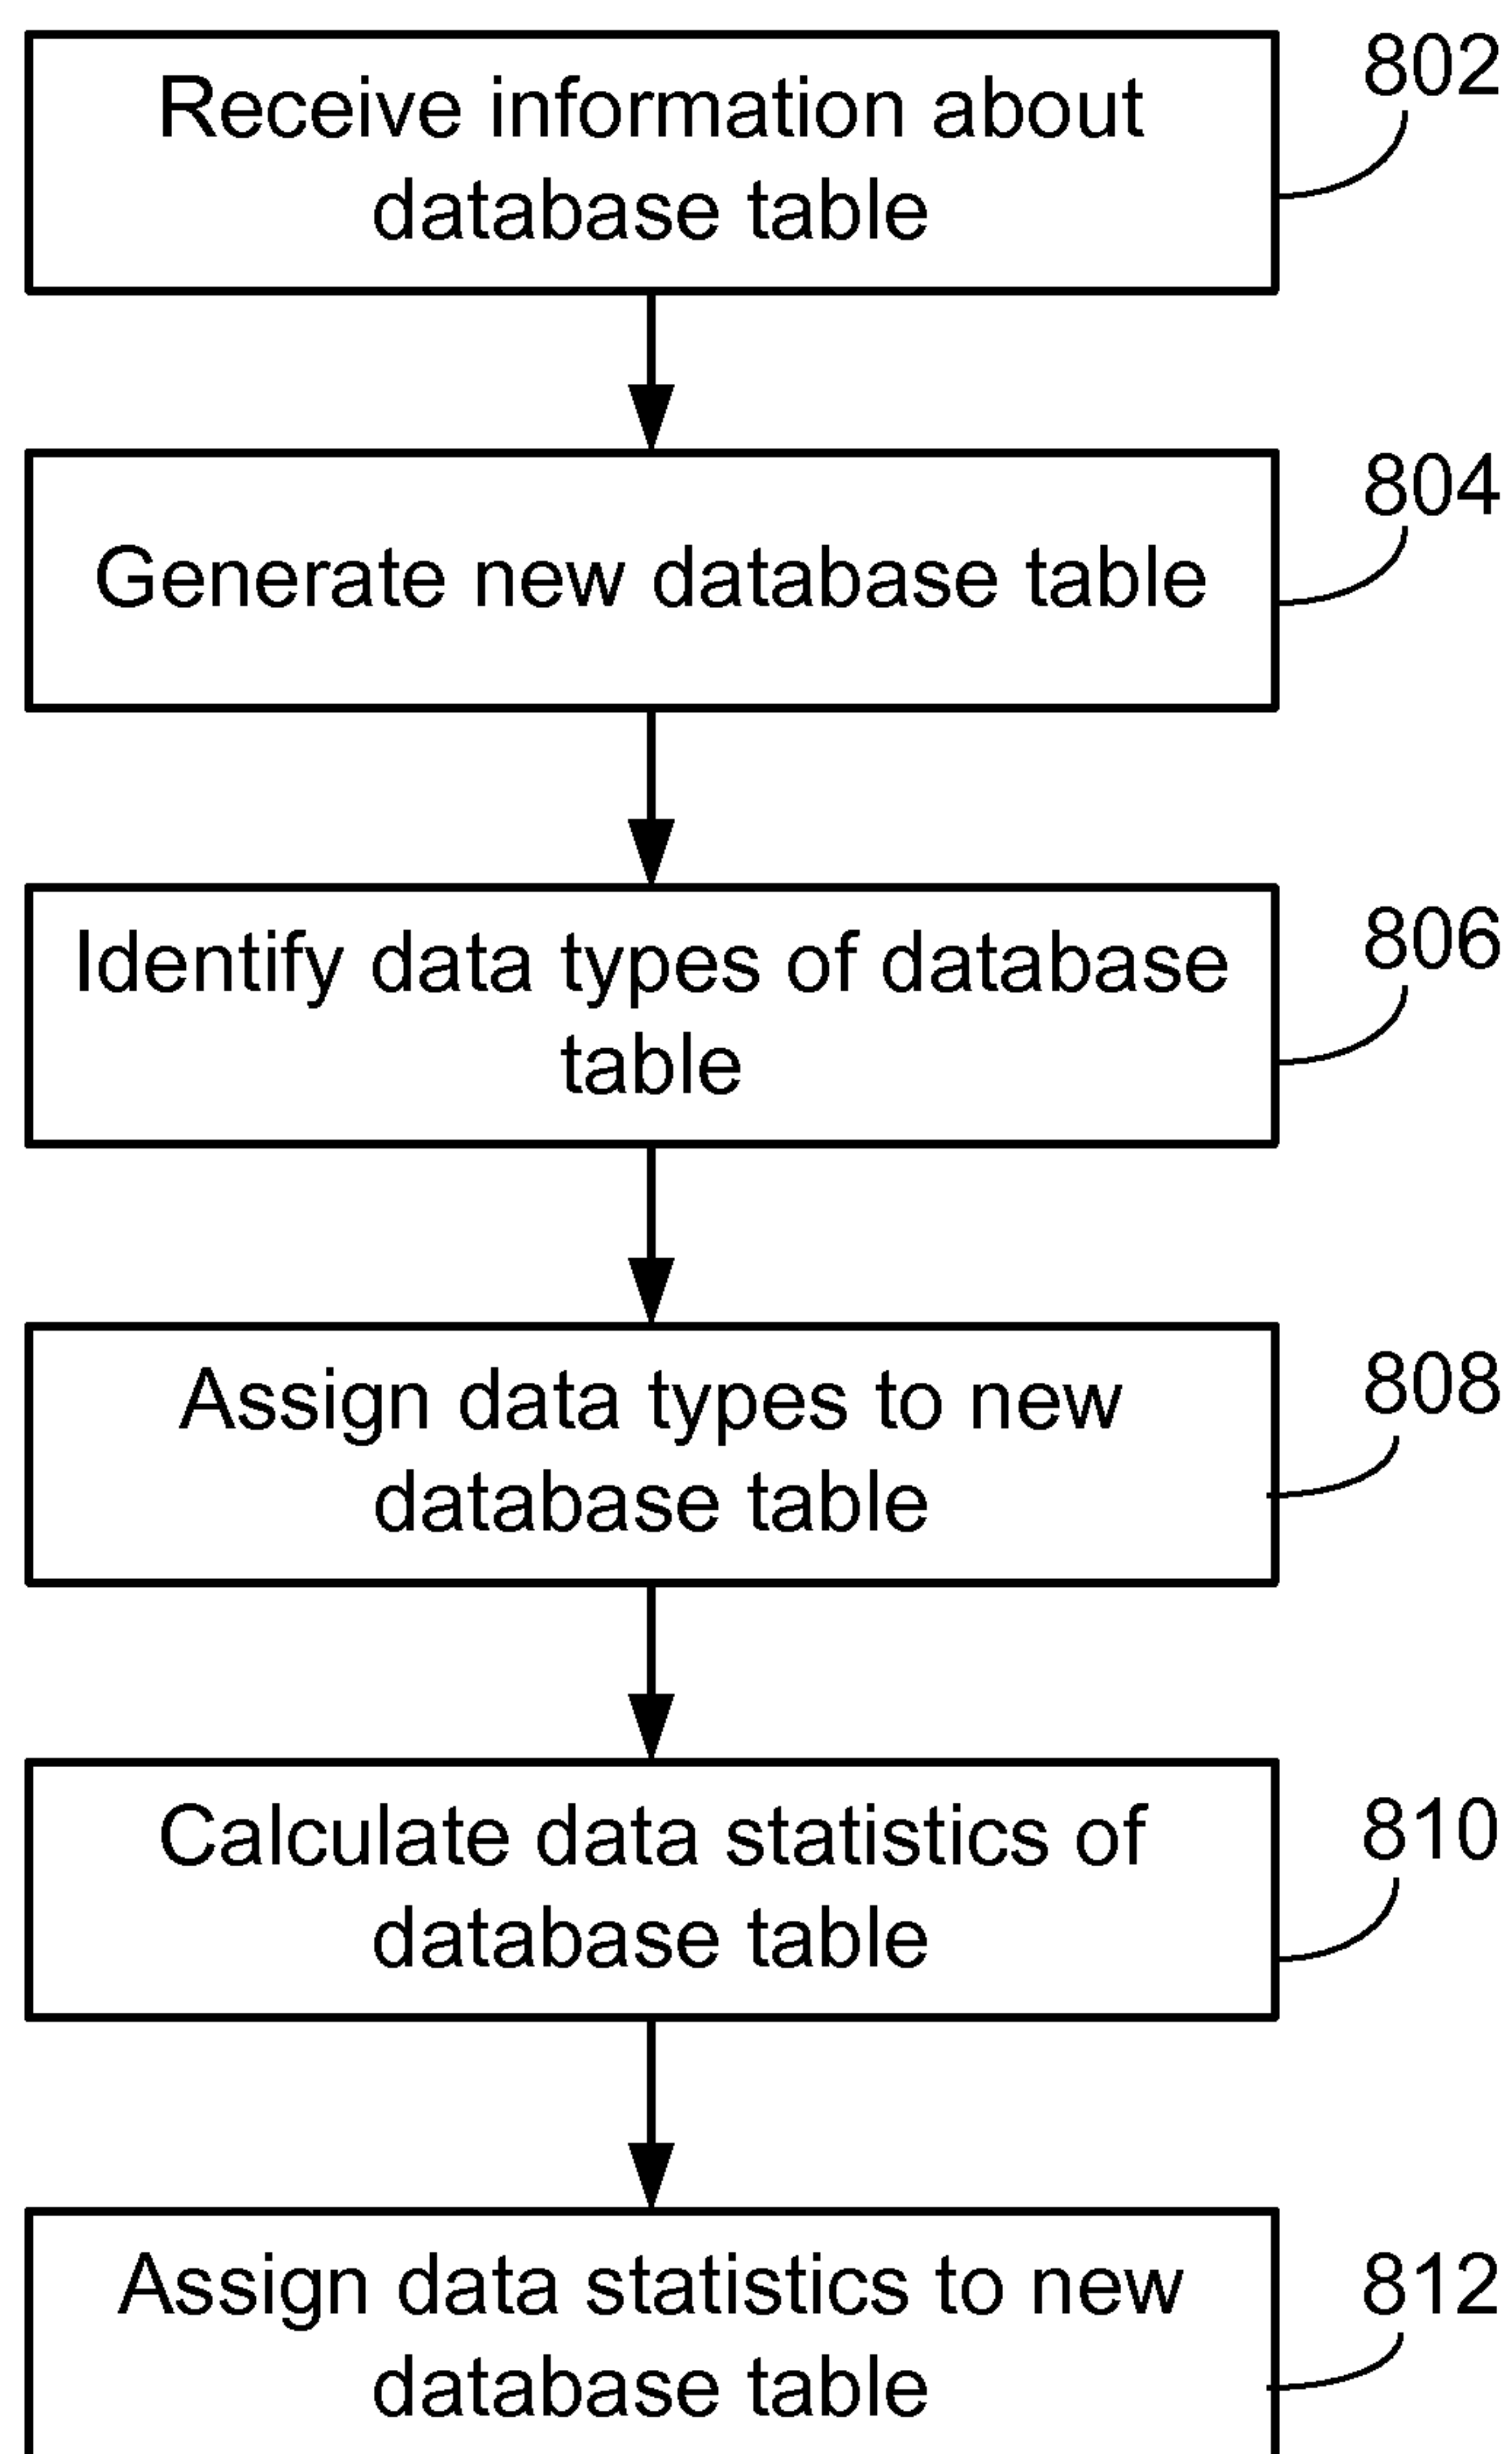 Receive information about
database table
802
Generate new database table
804
Identify data types of database
table
806
Assign data types to new
database table
808
Calculate data statistics of
database table
810
Assign data statistics to new
database table
812